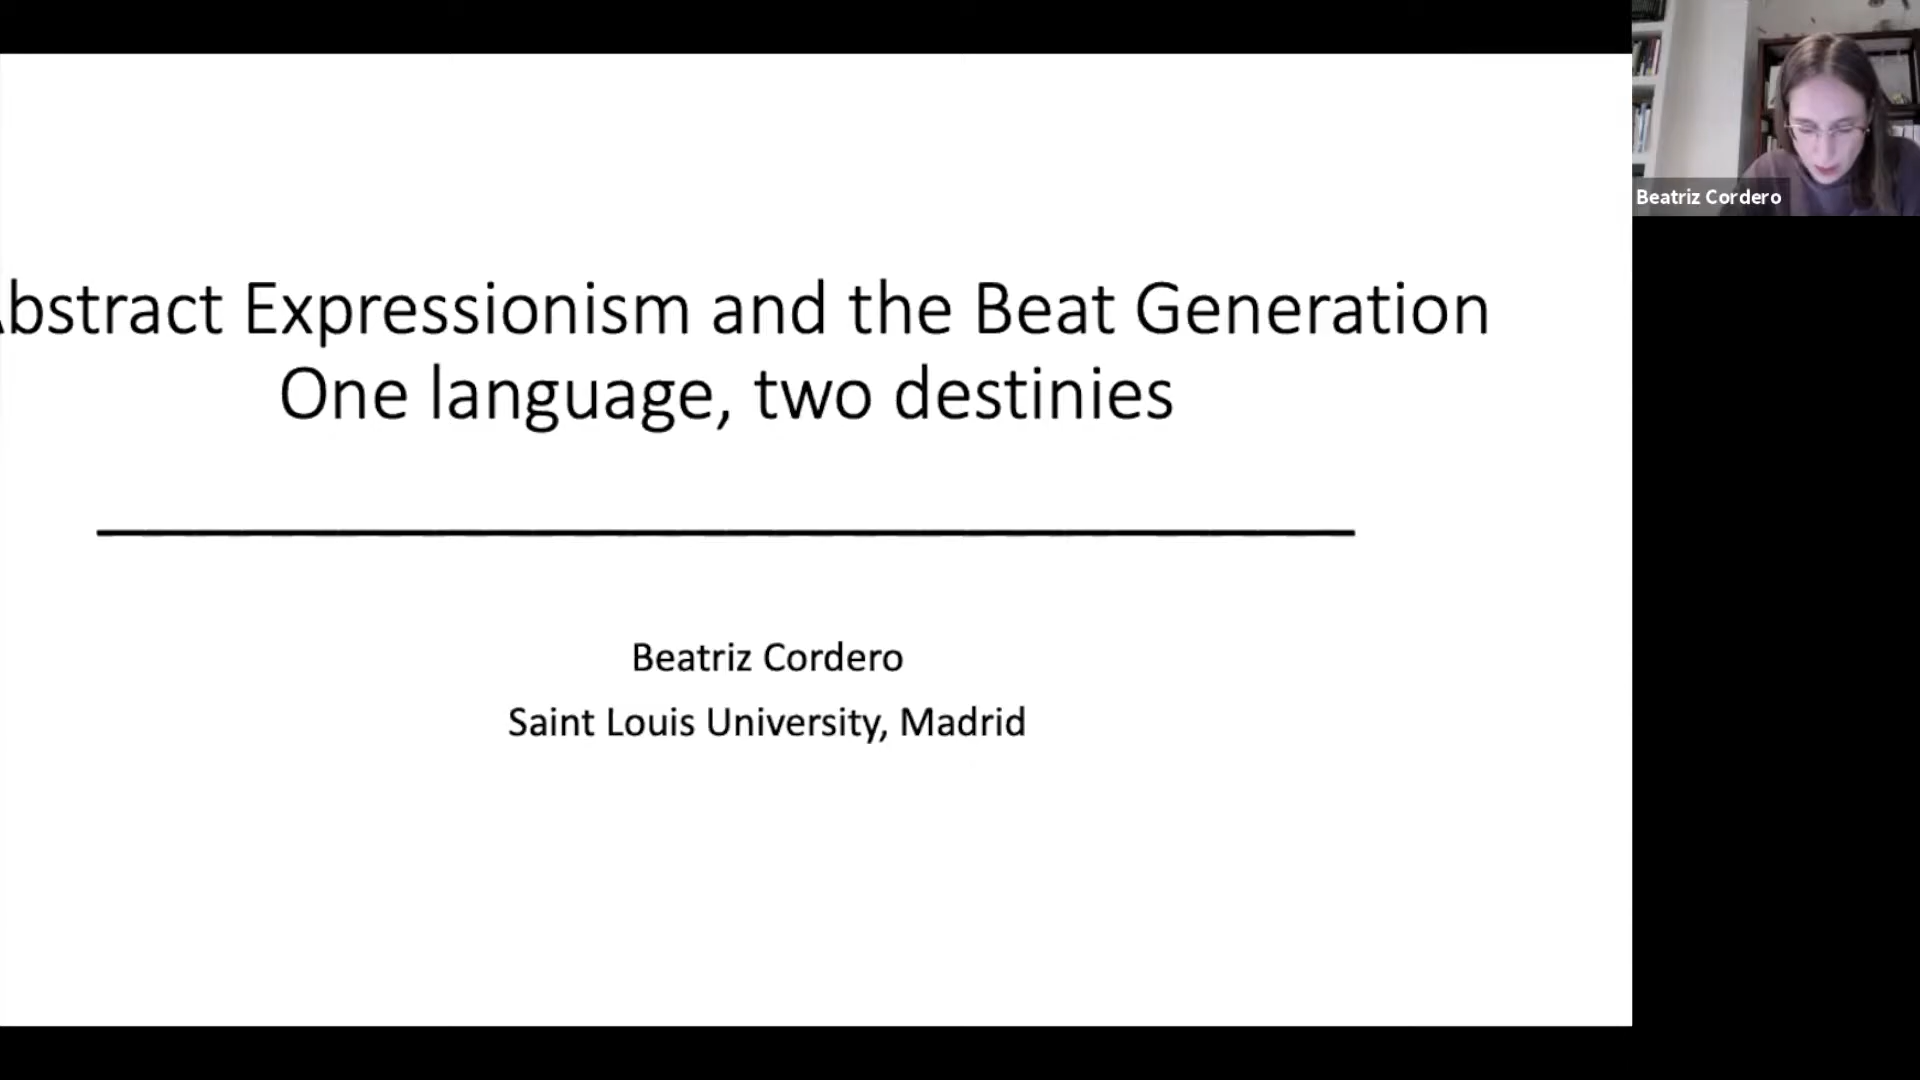 bstract Expressionism and the Beat Generation
One language, two destinies
Beatriz Cordero
Saint Louis University, Madrid
Beatriz Cordero